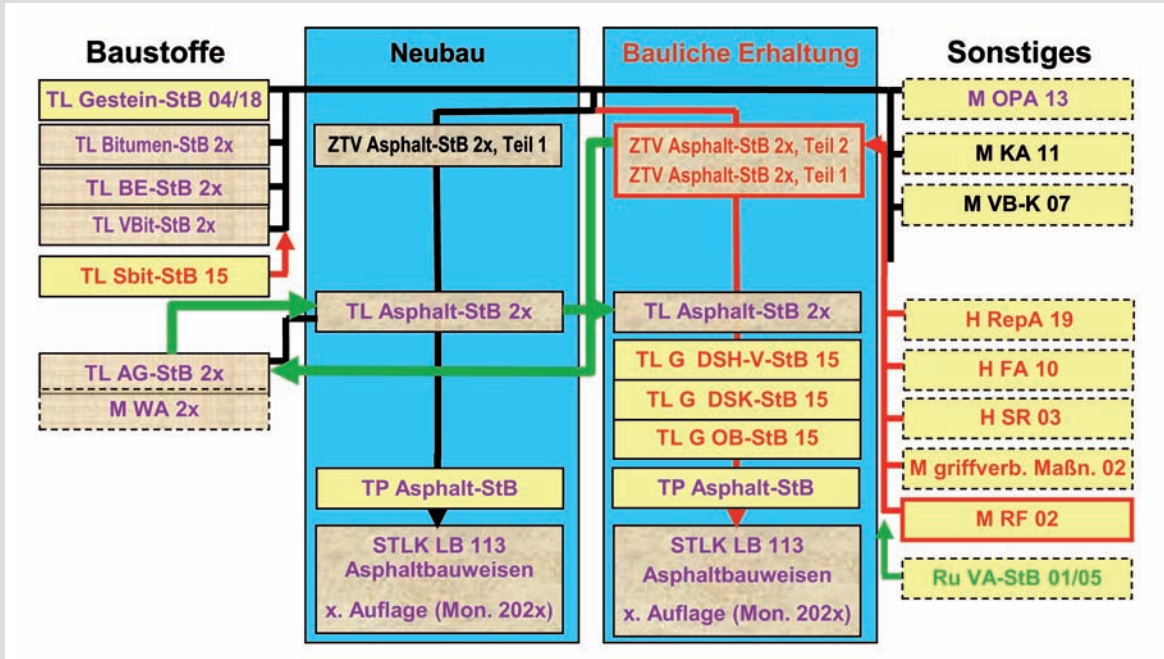 Baustoffe
TL Gestein-StB 04/18
TL Bitumen-StB 2x
TL BE-StB 2x
TL VBit-StB 2x
TL Sbit-StB 15
TL AG-StB 2x
M WA 2x
Neubau
ZTV Asphalt-StB 2x, Teil 1
TL Asphalt-StB 2x
TP Asphalt-StB
STLK LB 113
Asphaltbauweisen
x. Auflage (Mon. 202x)
Bauliche Erhaltung
ZTV Asphalt-StB 2x, Teil 2
ZTV Asphalt-StB 2x, Teil 1
TL Asphalt-StB 2x
TL G DSH-V-StB 15
TL G DSK-StB 15
TL G OB-StB 15
TP Asphalt-StB
STLK LB 113
Asphaltbauweisen
x. Auflage (Mon. 202x)
Sonstiges
M OPA 13
M KA 11
M VB-K 07
H RepA 19
H FA 10
H SR 03
M griffverb. Maßn. 02
M RF 02
Ru VA-StB 01/05